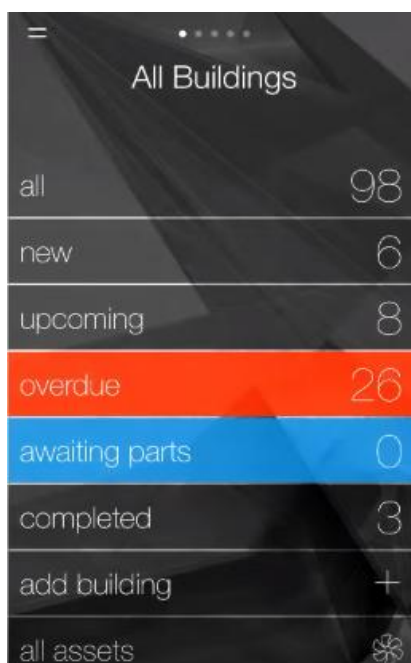 All Buildings
all 98
new 6
upcoming 8
overdue 26
awaiting parts 0
completed 3
add building +
all assets